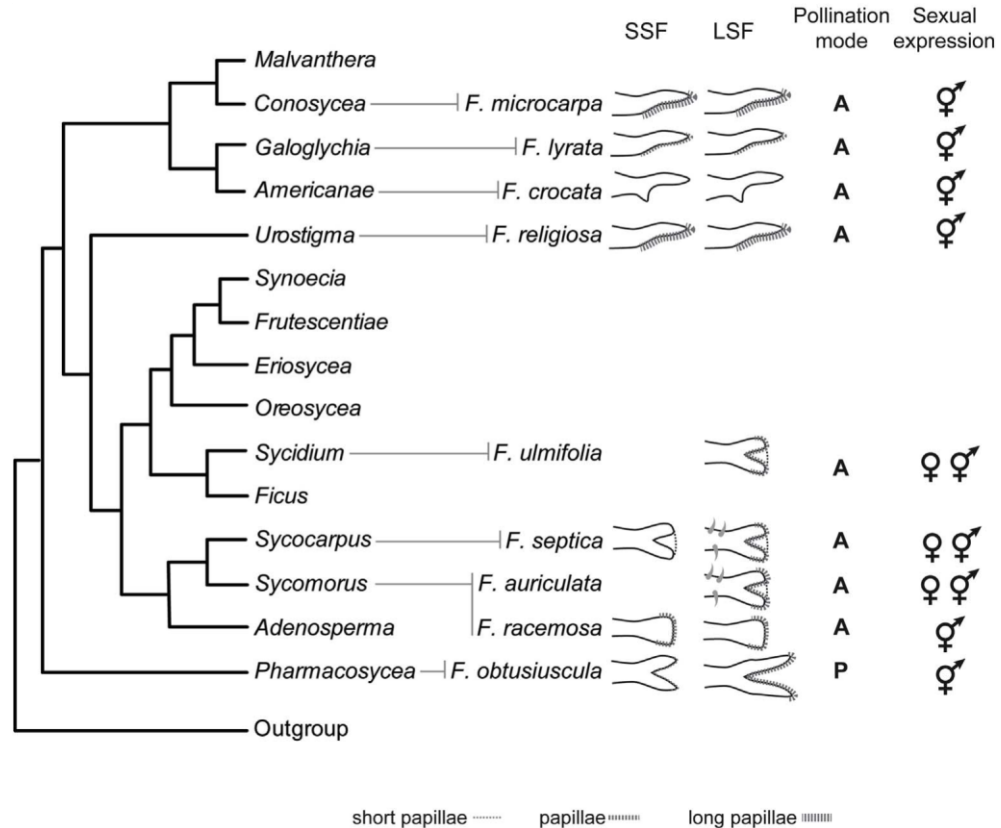 SSF LSF Pollination mode Sexual expression
Malvanthera
Conosycea F. microcarpa A
Galoglychia F. lyrata A
Americanae F. crocata A
Urostigma F. religiosa A
Synoecia
Frutescentiae
Eriosycea
Oreosycea
Sycidium F. ulmifolia A
Ficus
Sycocarpus F. septica A
Sycomorus F. auriculata A
Adenosperma F. racemosa A
Pharmacosycea F. obtusiuscula P
Outgroup
short papillae papillae long papillae